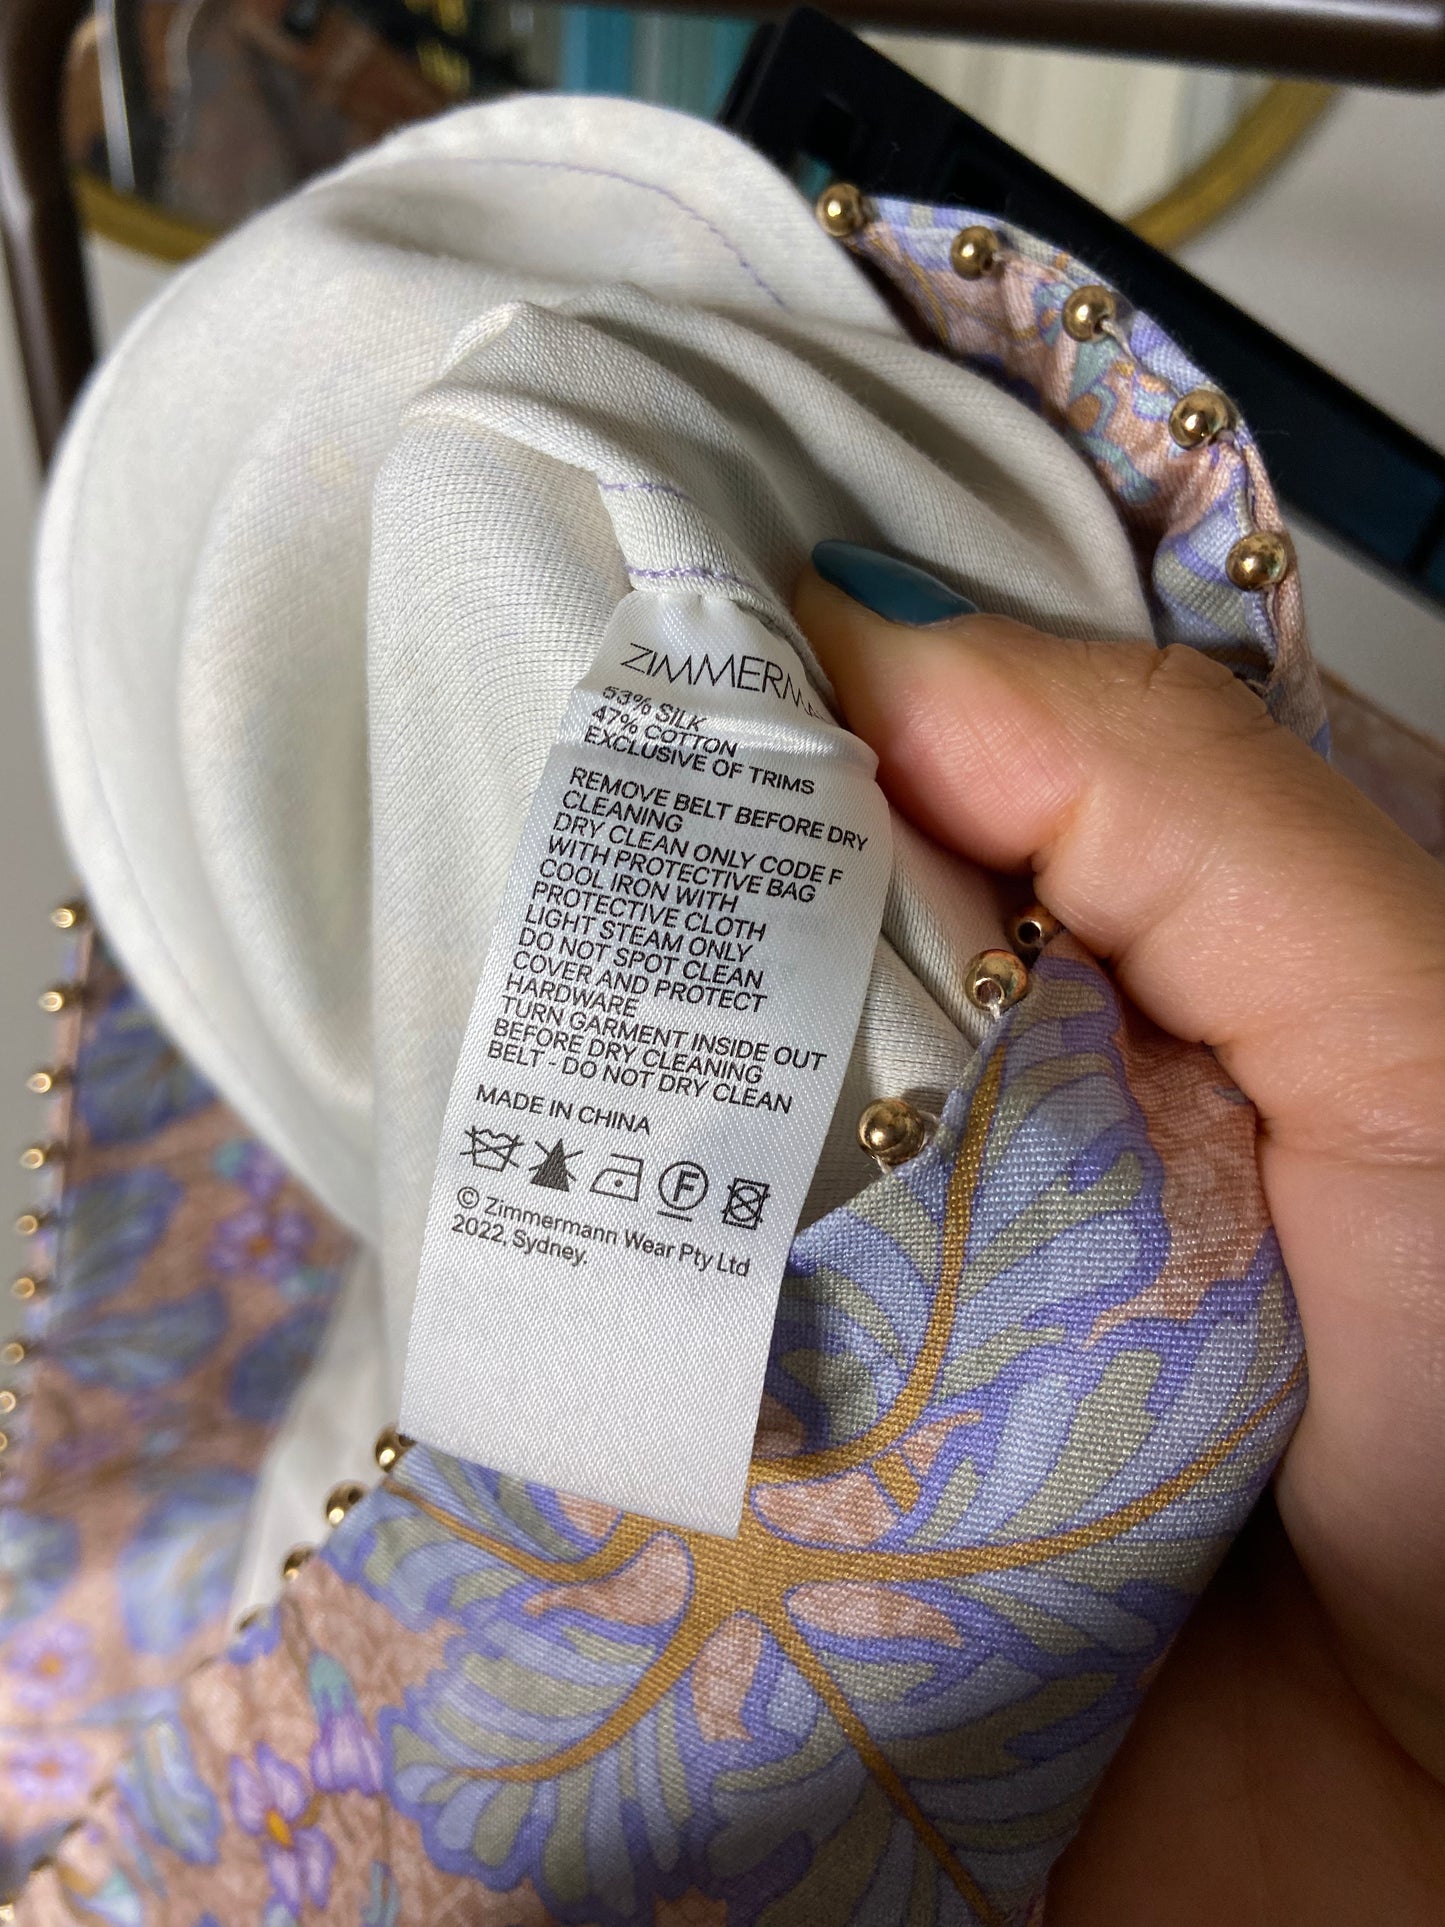 ZIMMERMANN
53% SILK
47% COTTON
EXCLUSIVE OF TRIMS
REMOVE BELT BEFORE DRY
CLEANING
DRY CLEAN ONLY CODE F
WITH PROTECTIVE BAG
COOL IRON WITH
PROTECTIVE CLOTH
LIGHT STEAM ONLY
DO NOT SPOT CLEAN
COVER AND PROTECT
HARDWARE
TURN GARMENT INSIDE OUT
BEFORE DRY CLEANING
BELT - DO NOT DRY CLEAN
MADE IN CHINA
F
© Zimmermann Wear Pty Ltd
2022, Sydney.